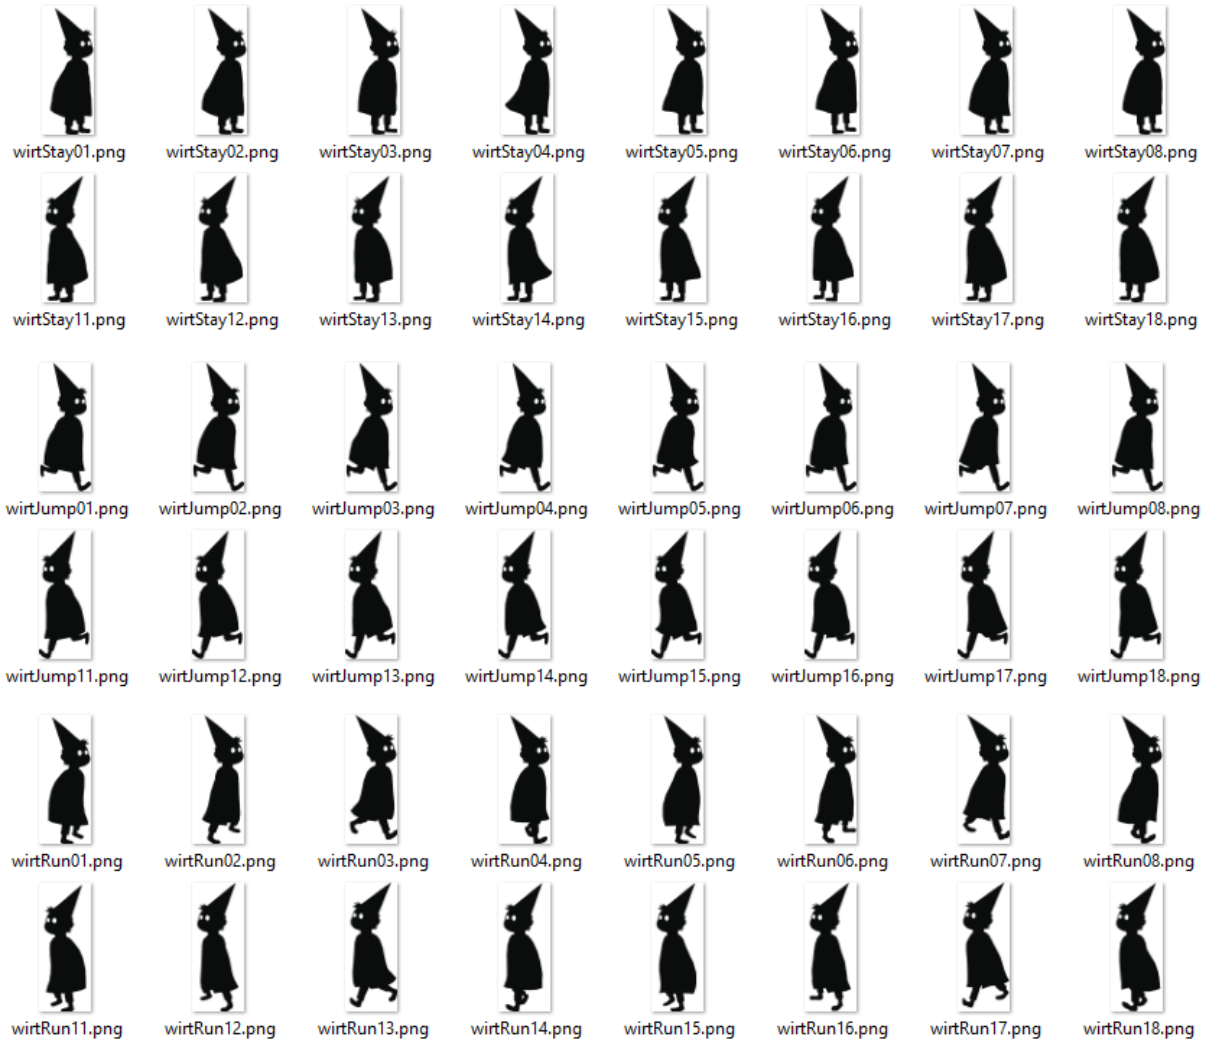 wirtStay01.png wirtStay02.png wirtStay03.png wirtStay04.png wirtStay05.png wirtStay06.png wirtStay07.png wirtStay08.png
wirtStay11.png wirtStay12.png wirtStay13.png wirtStay14.png wirtStay15.png wirtStay16.png wirtStay17.png wirtStay18.png
wirtJump01.png wirtJump02.png wirtJump03.png wirtJump04.png wirtJump05.png wirtJump06.png wirtJump07.png wirtJump08.png
wirtJump11.png wirtJump12.png wirtJump13.png wirtJump14.png wirtJump15.png wirtJump16.png wirtJump17.png wirtJump18.png
wirtRun01.png wirtRun02.png wirtRun03.png wirtRun04.png wirtRun05.png wirtRun06.png wirtRun07.png wirtRun08.png
wirtRun11.png wirtRun12.png wirtRun13.png wirtRun14.png wirtRun15.png wirtRun16.png wirtRun17.png wirtRun18.png